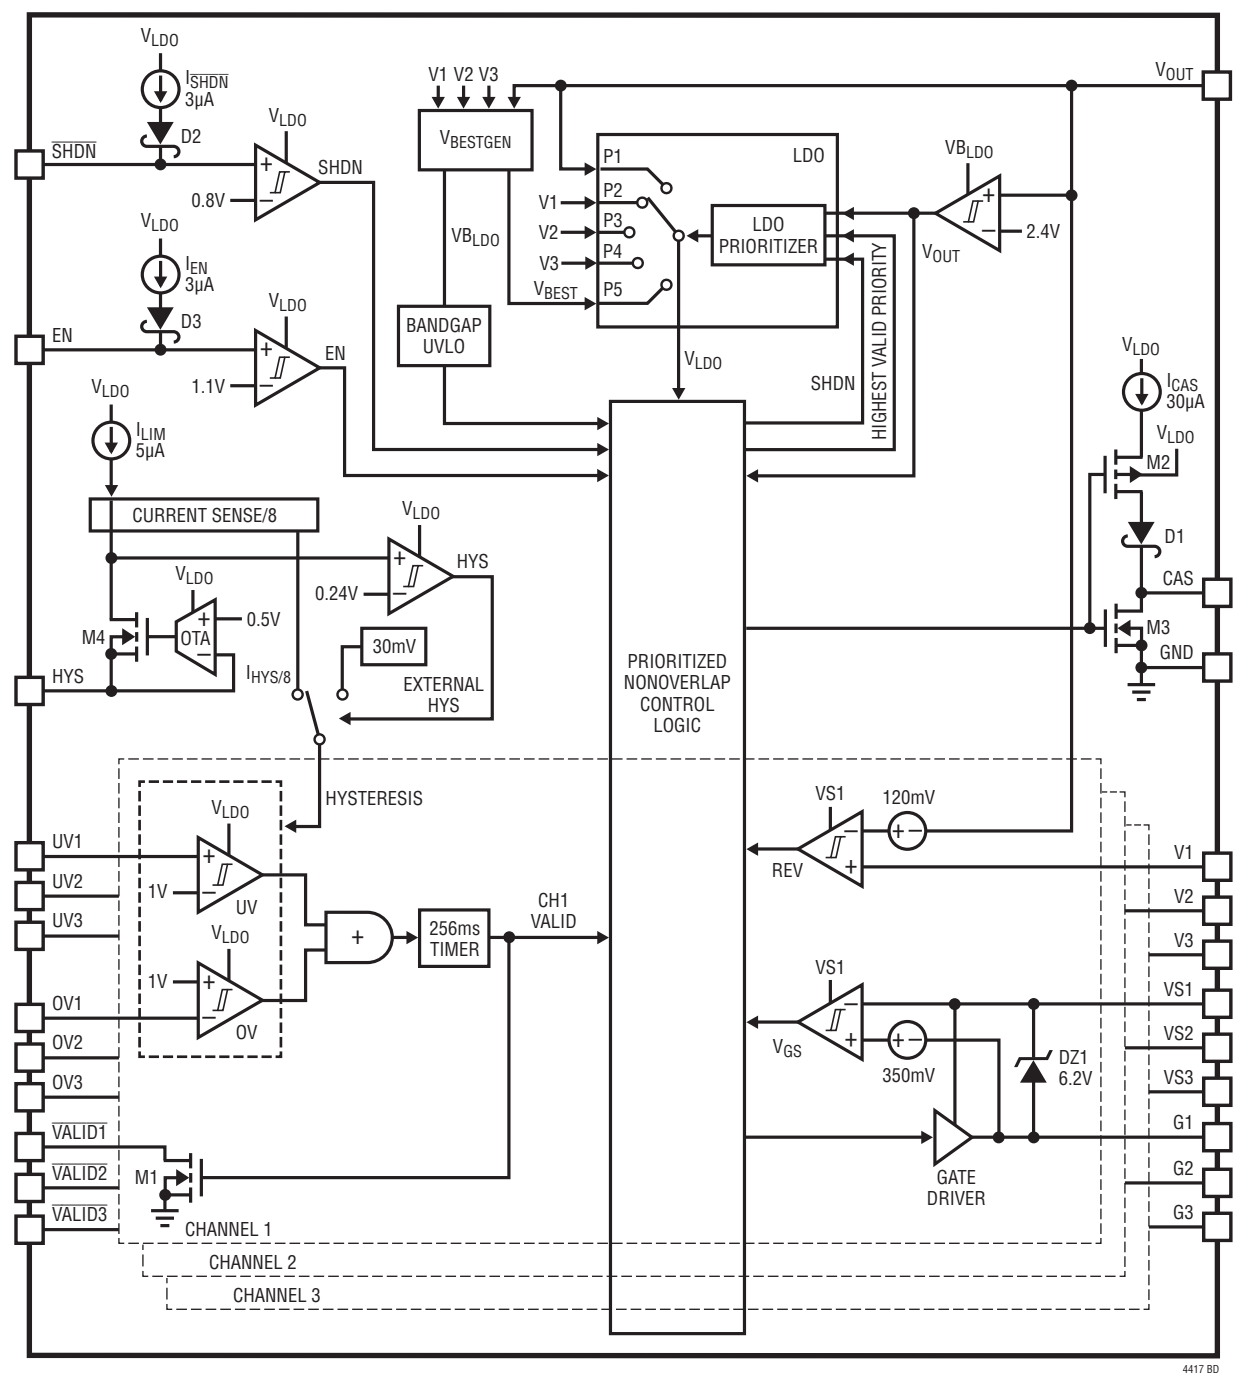 VLDO
ISHDN
3µA
D2
SHDN
VLDO
SHDN
0.8V
+
−
VLDO
IEN
3µA
D3
EN
VLDO
EN
1.1V
+
−
V1 V2 V3
VBESTGEN
VBLDO
BANDGAP
UVLO
VBEST
P1
LDO
V1
P2
V2
P3
V3
P4
P5
LDO
PRIORITIZER
VLDO
VBLDO
+
−
2.4V
VOUT
VOUT
SHDN
HIGHEST VALID PRIORITY
VLDO
ILIM
5µA
CURRENT SENSE/8
VLDO
HYS
0.24V
+
−
VLDO
M4
OTA
+
−
0.5V
HYS
IHYS/8
30mV
EXTERNAL
HYS
HYSTERESIS
PRIORITIZED
NONOVERLAP
CONTROL
LOGIC
VLDO
ICAS
30µA
VLDO
M2
D1
CAS
M3
GND
UV1
UV2
UV3
VLDO
+
−
1V
UV
VLDO
1V
+
−
OV
OV1
OV2
OV3
+
256ms
TIMER
CH1
VALID
VALID1
VALID2
VALID3
M1
CHANNEL 1
CHANNEL 2
CHANNEL 3
VS1
120mV
−
+
+ −
REV
V1
V2
V3
VS1
−
+
+ −
VGS
350mV
DZ1
6.2V
GATE
DRIVER
VS1
VS2
VS3
G1
G2
G3
4417 BD